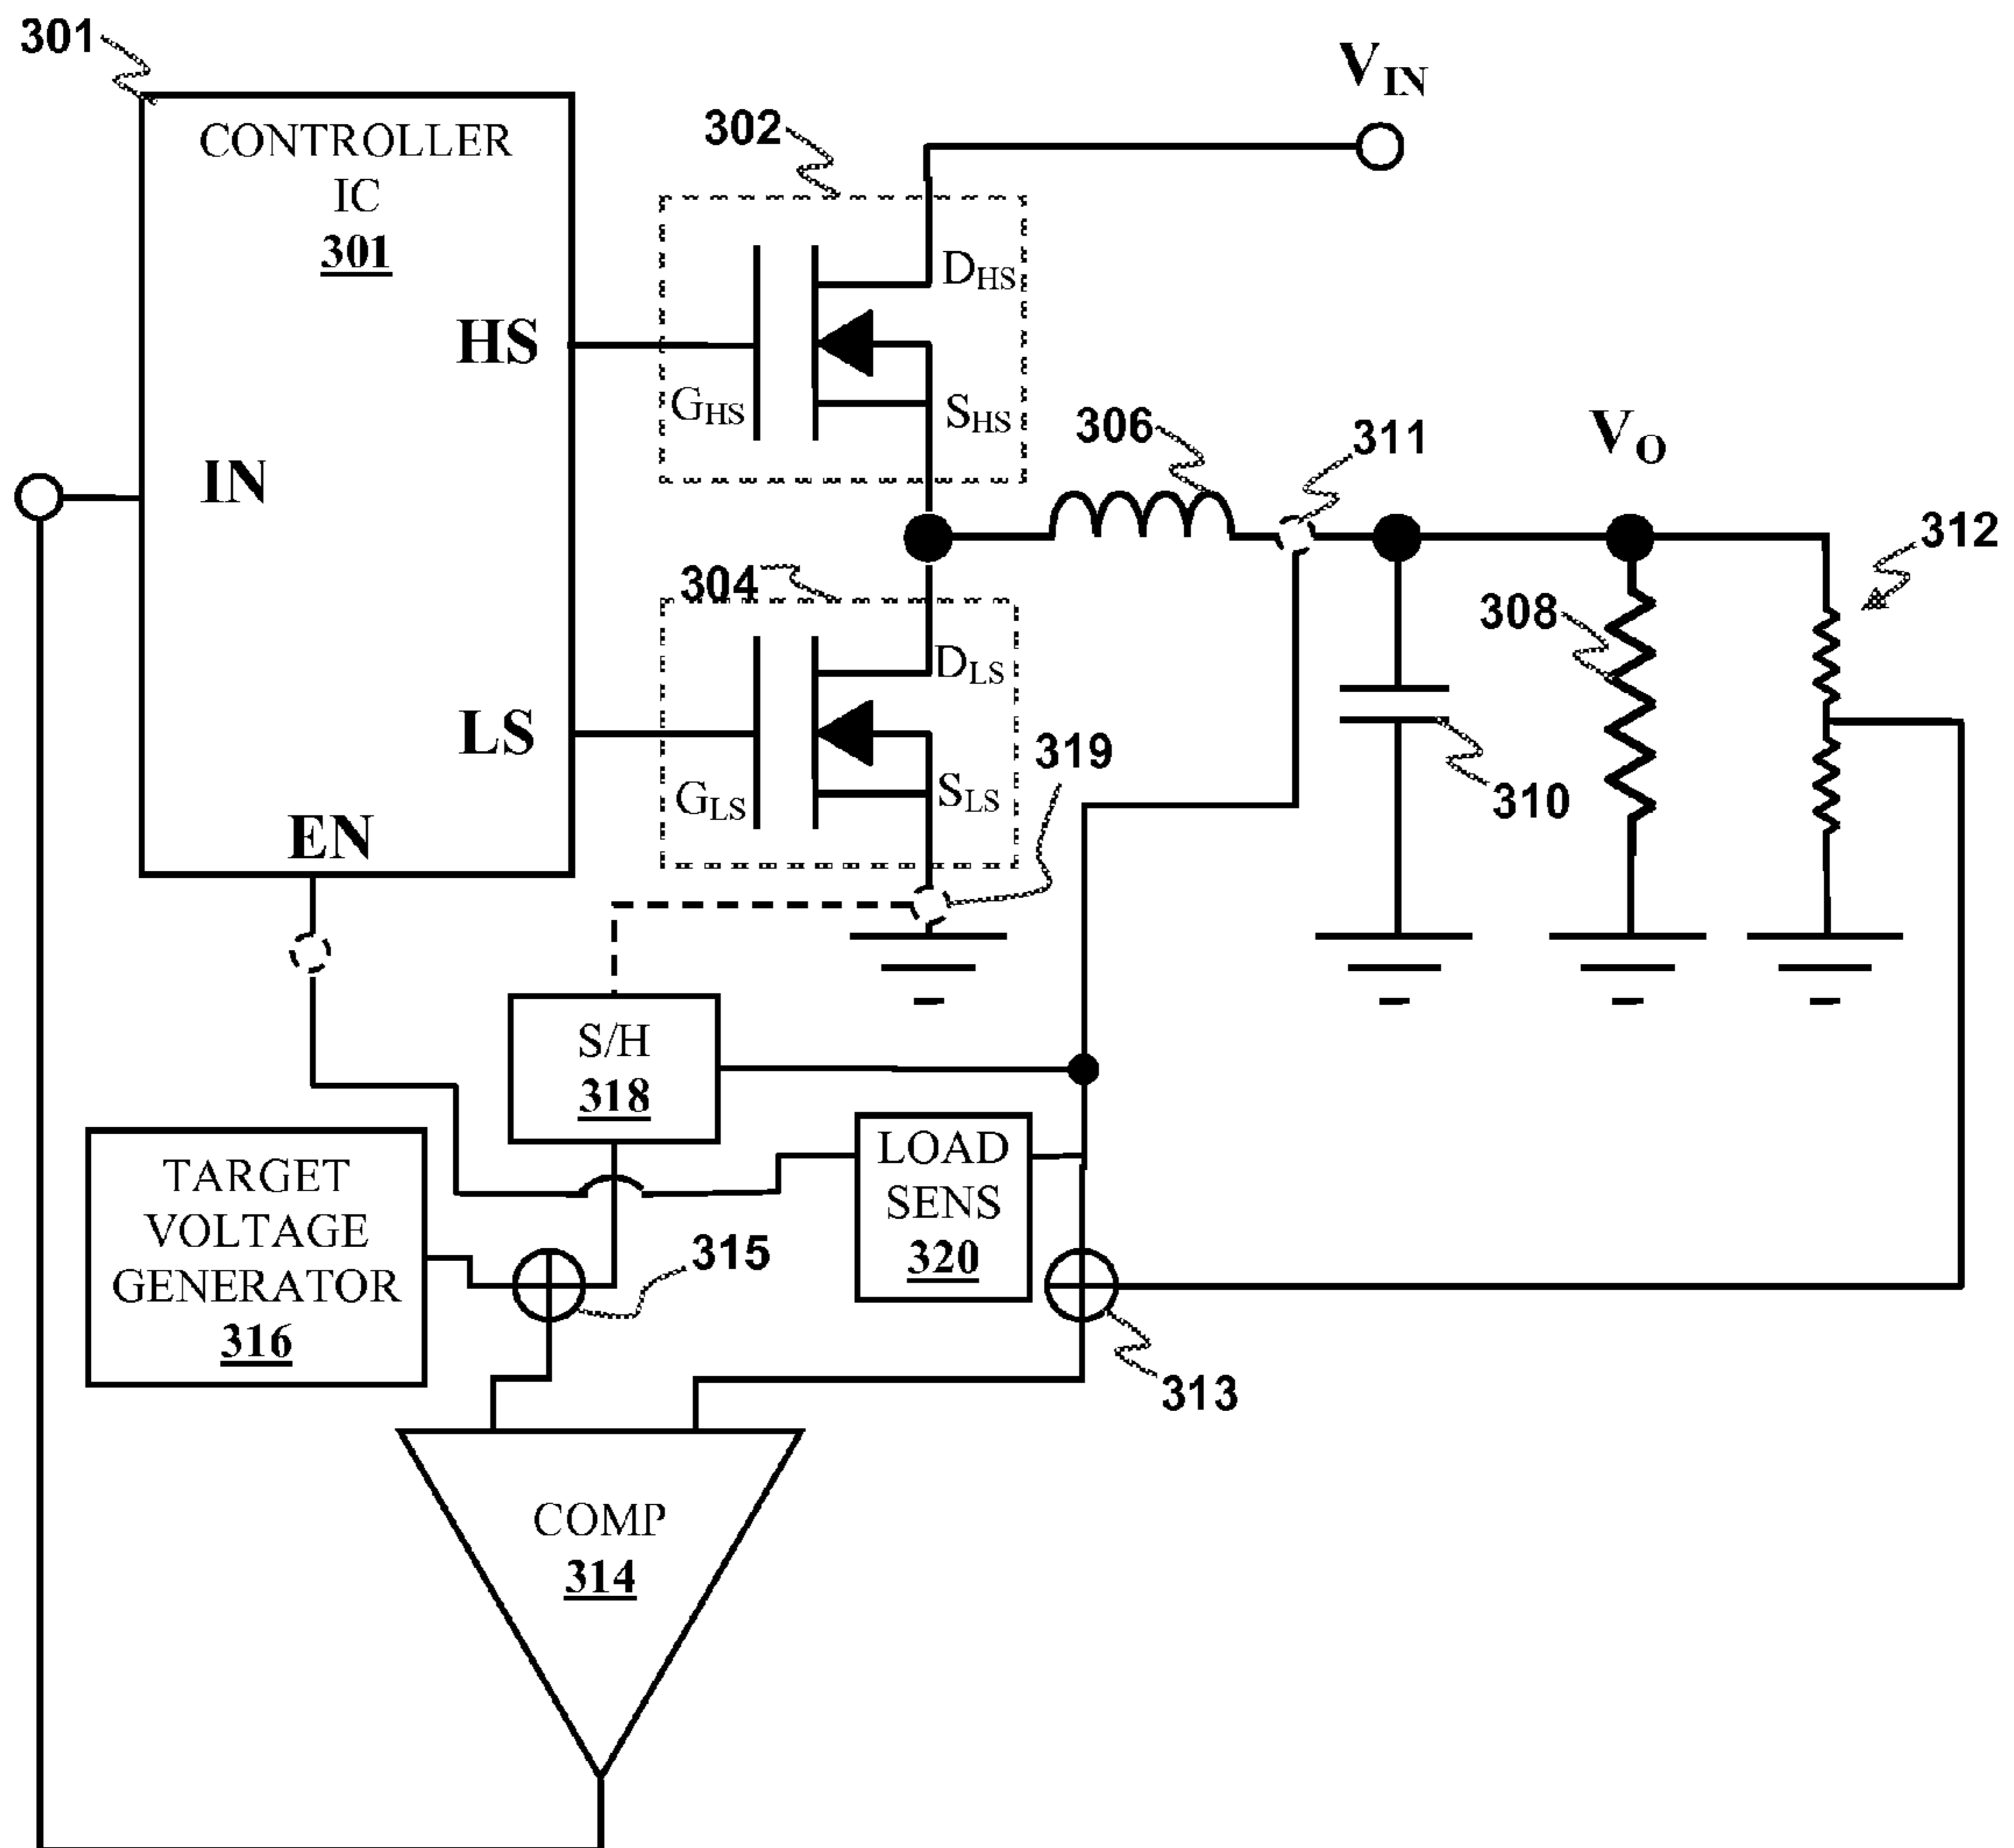 301
CONTROLLER
IC
301
HS
IN
LS
EN
302
V_IN
D_HS
G_HS
S_HS
306
311
V_O
312
304
D_LS
G_LS
S_LS
319
308
310
S/H
318
TARGET
VOLTAGE
GENERATOR
316
315
LOAD
SENS
320
313
COMP
314